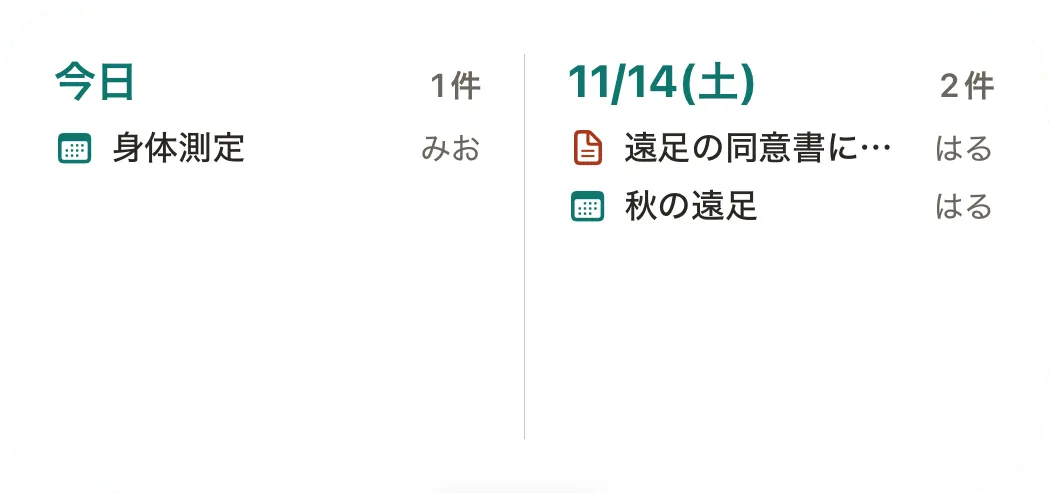 今日 1件
身体測定 みお
11/14(土) 2件
遠足の同意書に… はる
秋の遠足 はる